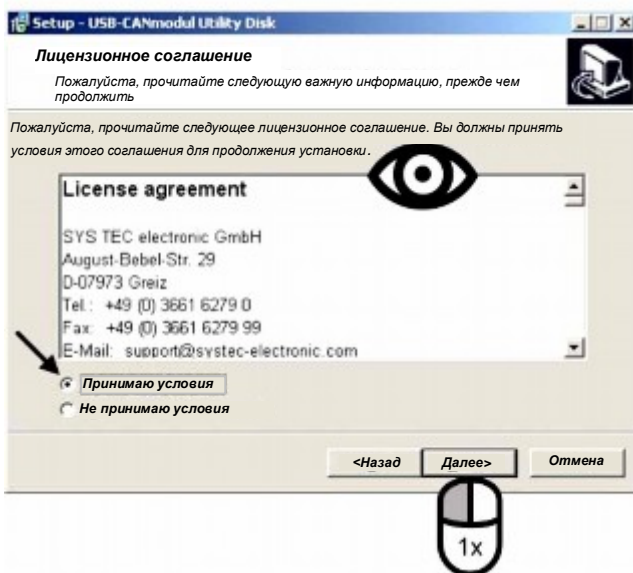 Setup - USB-CANmodul Utility Disk
Лицензионное соглашение
Пожалуйста, прочитайте следующую важную информацию, прежде чем
продолжить
Пожалуйста, прочитайте следующее лицензионное соглашение. Вы должны принять
условия этого соглашения для продолжения установки.
License agreement
SYS TEC electronic GmbH
August-Bebel-Str. 29
D-07973 Greiz
Tel.: +49 (0) 3661 6279 0
Fax: +49 (0) 3661 6279 99
E-Mail: support@systec-electronic.com
Принимаю условия
Не принимаю условия
<Назад Далее> Отмена
1x